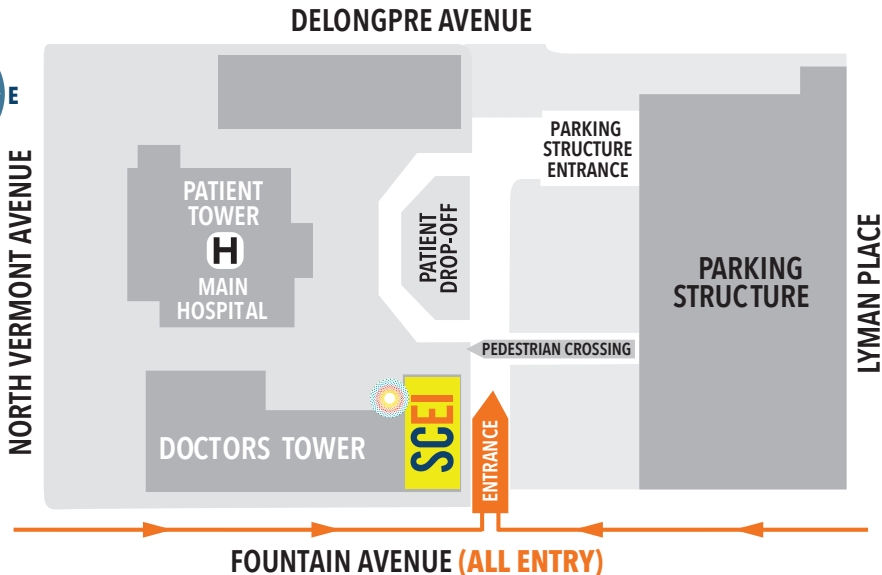 DELONGPRE AVENUE
E
NORTH VERMONT AVENUE
PATIENT
TOWER
H
MAIN
HOSPITAL
PATIENT
DROP-OFF
PARKING
STRUCTURE
ENTRANCE
PARKING
STRUCTURE
LYMAN PLACE
PEDESTRIAN CROSSING
DOCTORS TOWER
SCEI
ENTRANCE
FOUNTAIN AVENUE (ALL ENTRY)